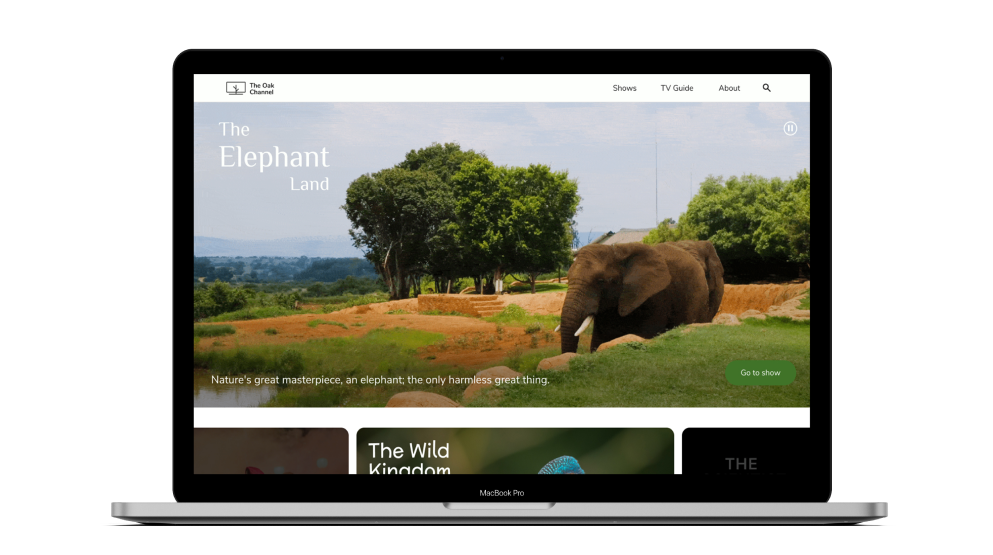 The Oak
Channel
Shows
TV Guide
About
The
Elephant
Land
Nature's great masterpiece, an elephant; the only harmless great thing.
Go to show
The Wild
Kingdom
THE
MacBook Pro